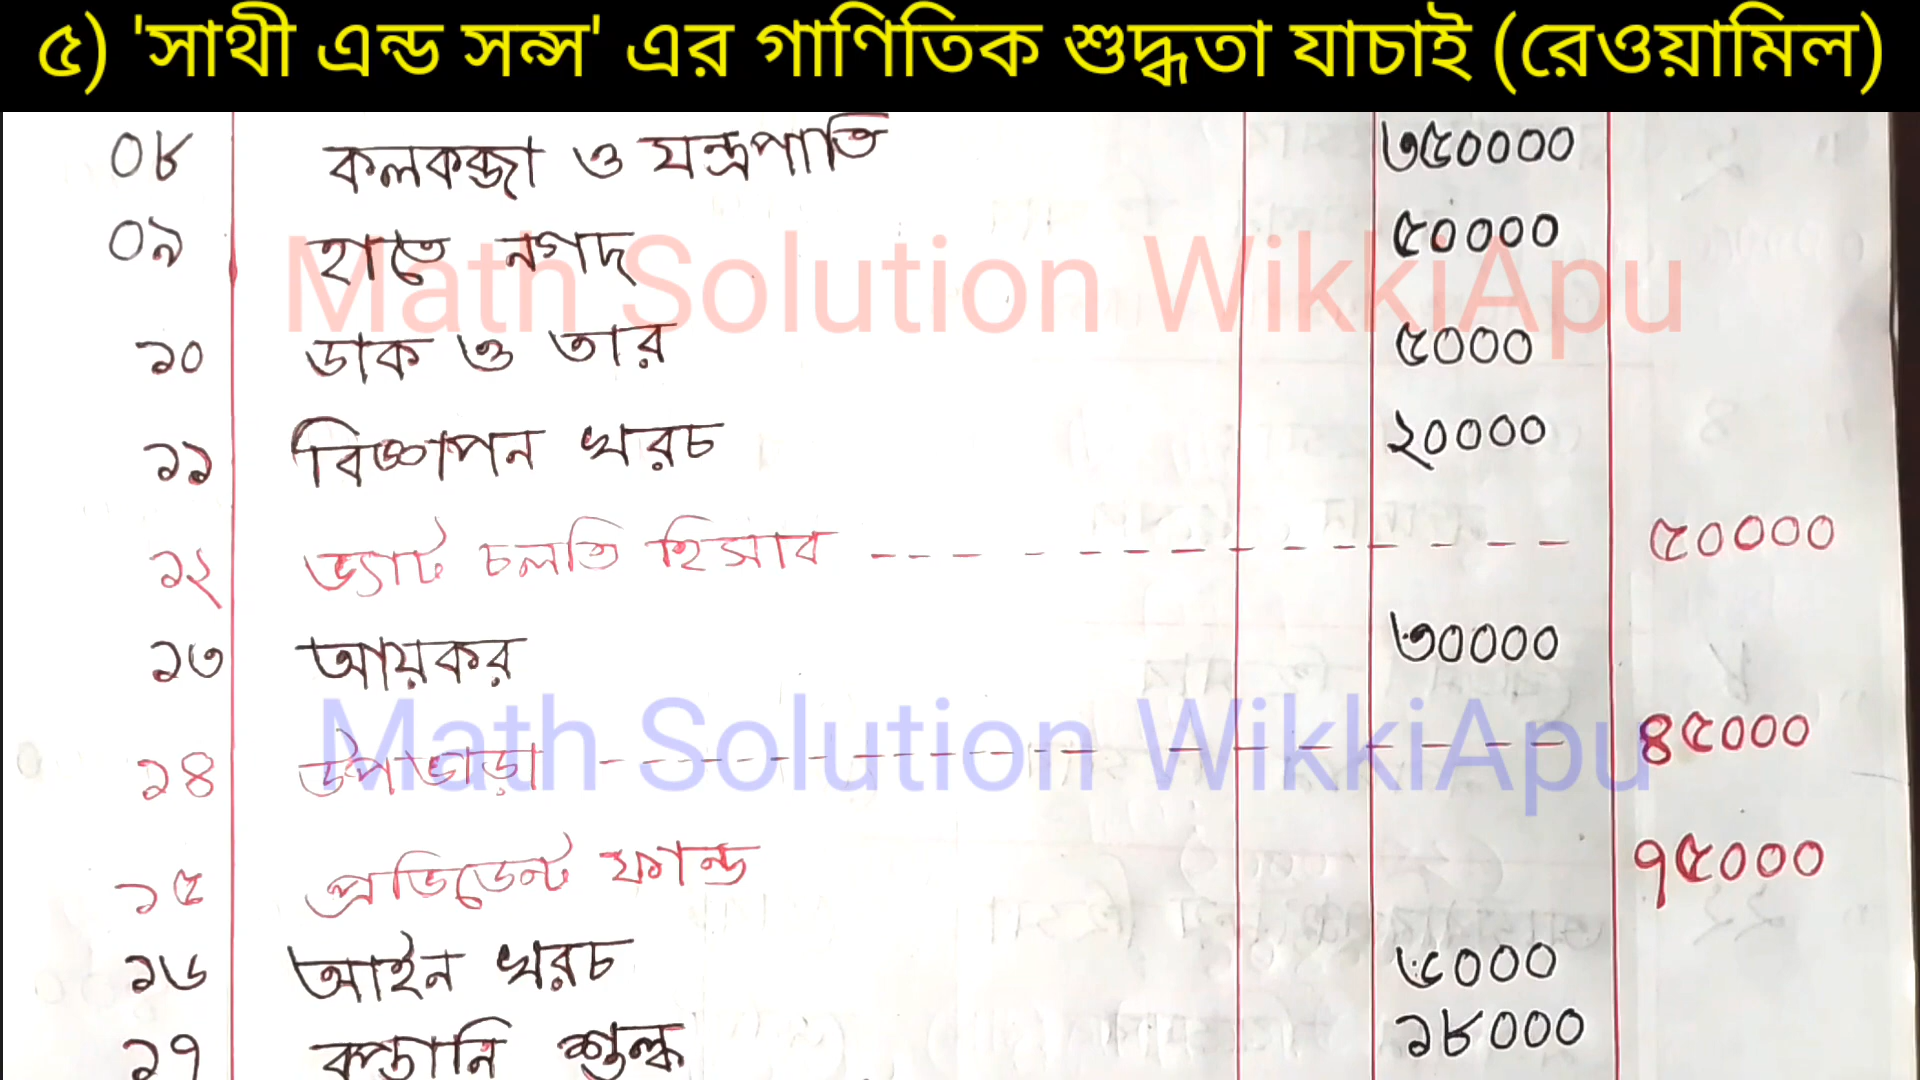 ৫) 'সাথী এন্ড সন্স' এর গাণিতিক শুদ্ধতা যাচাই (রেওয়ামিল)
০৮ কলকব্জা ও যন্ত্রপাতি ৩৫০০০০
০৯ হাতে নগদ ৫০০০০
Math Solution WikkiApu
১০ ডাক ও তার ৫০০০
১১ বিজ্ঞাপন খরচ ২০০০০
১২ ভ্যাট চলতি হিসাব ৫০০০০
১৩ আয়কর ৩০০০০
Math Solution WikkiApu
১৪ উপভাড়া ৪৫০০০
১৫ প্রভিডেন্ট ফান্ড ৭৫০০০
১৬ আইন খরচ ৬০০০
১৭ রপ্তানি শুল্ক ১৮০০০